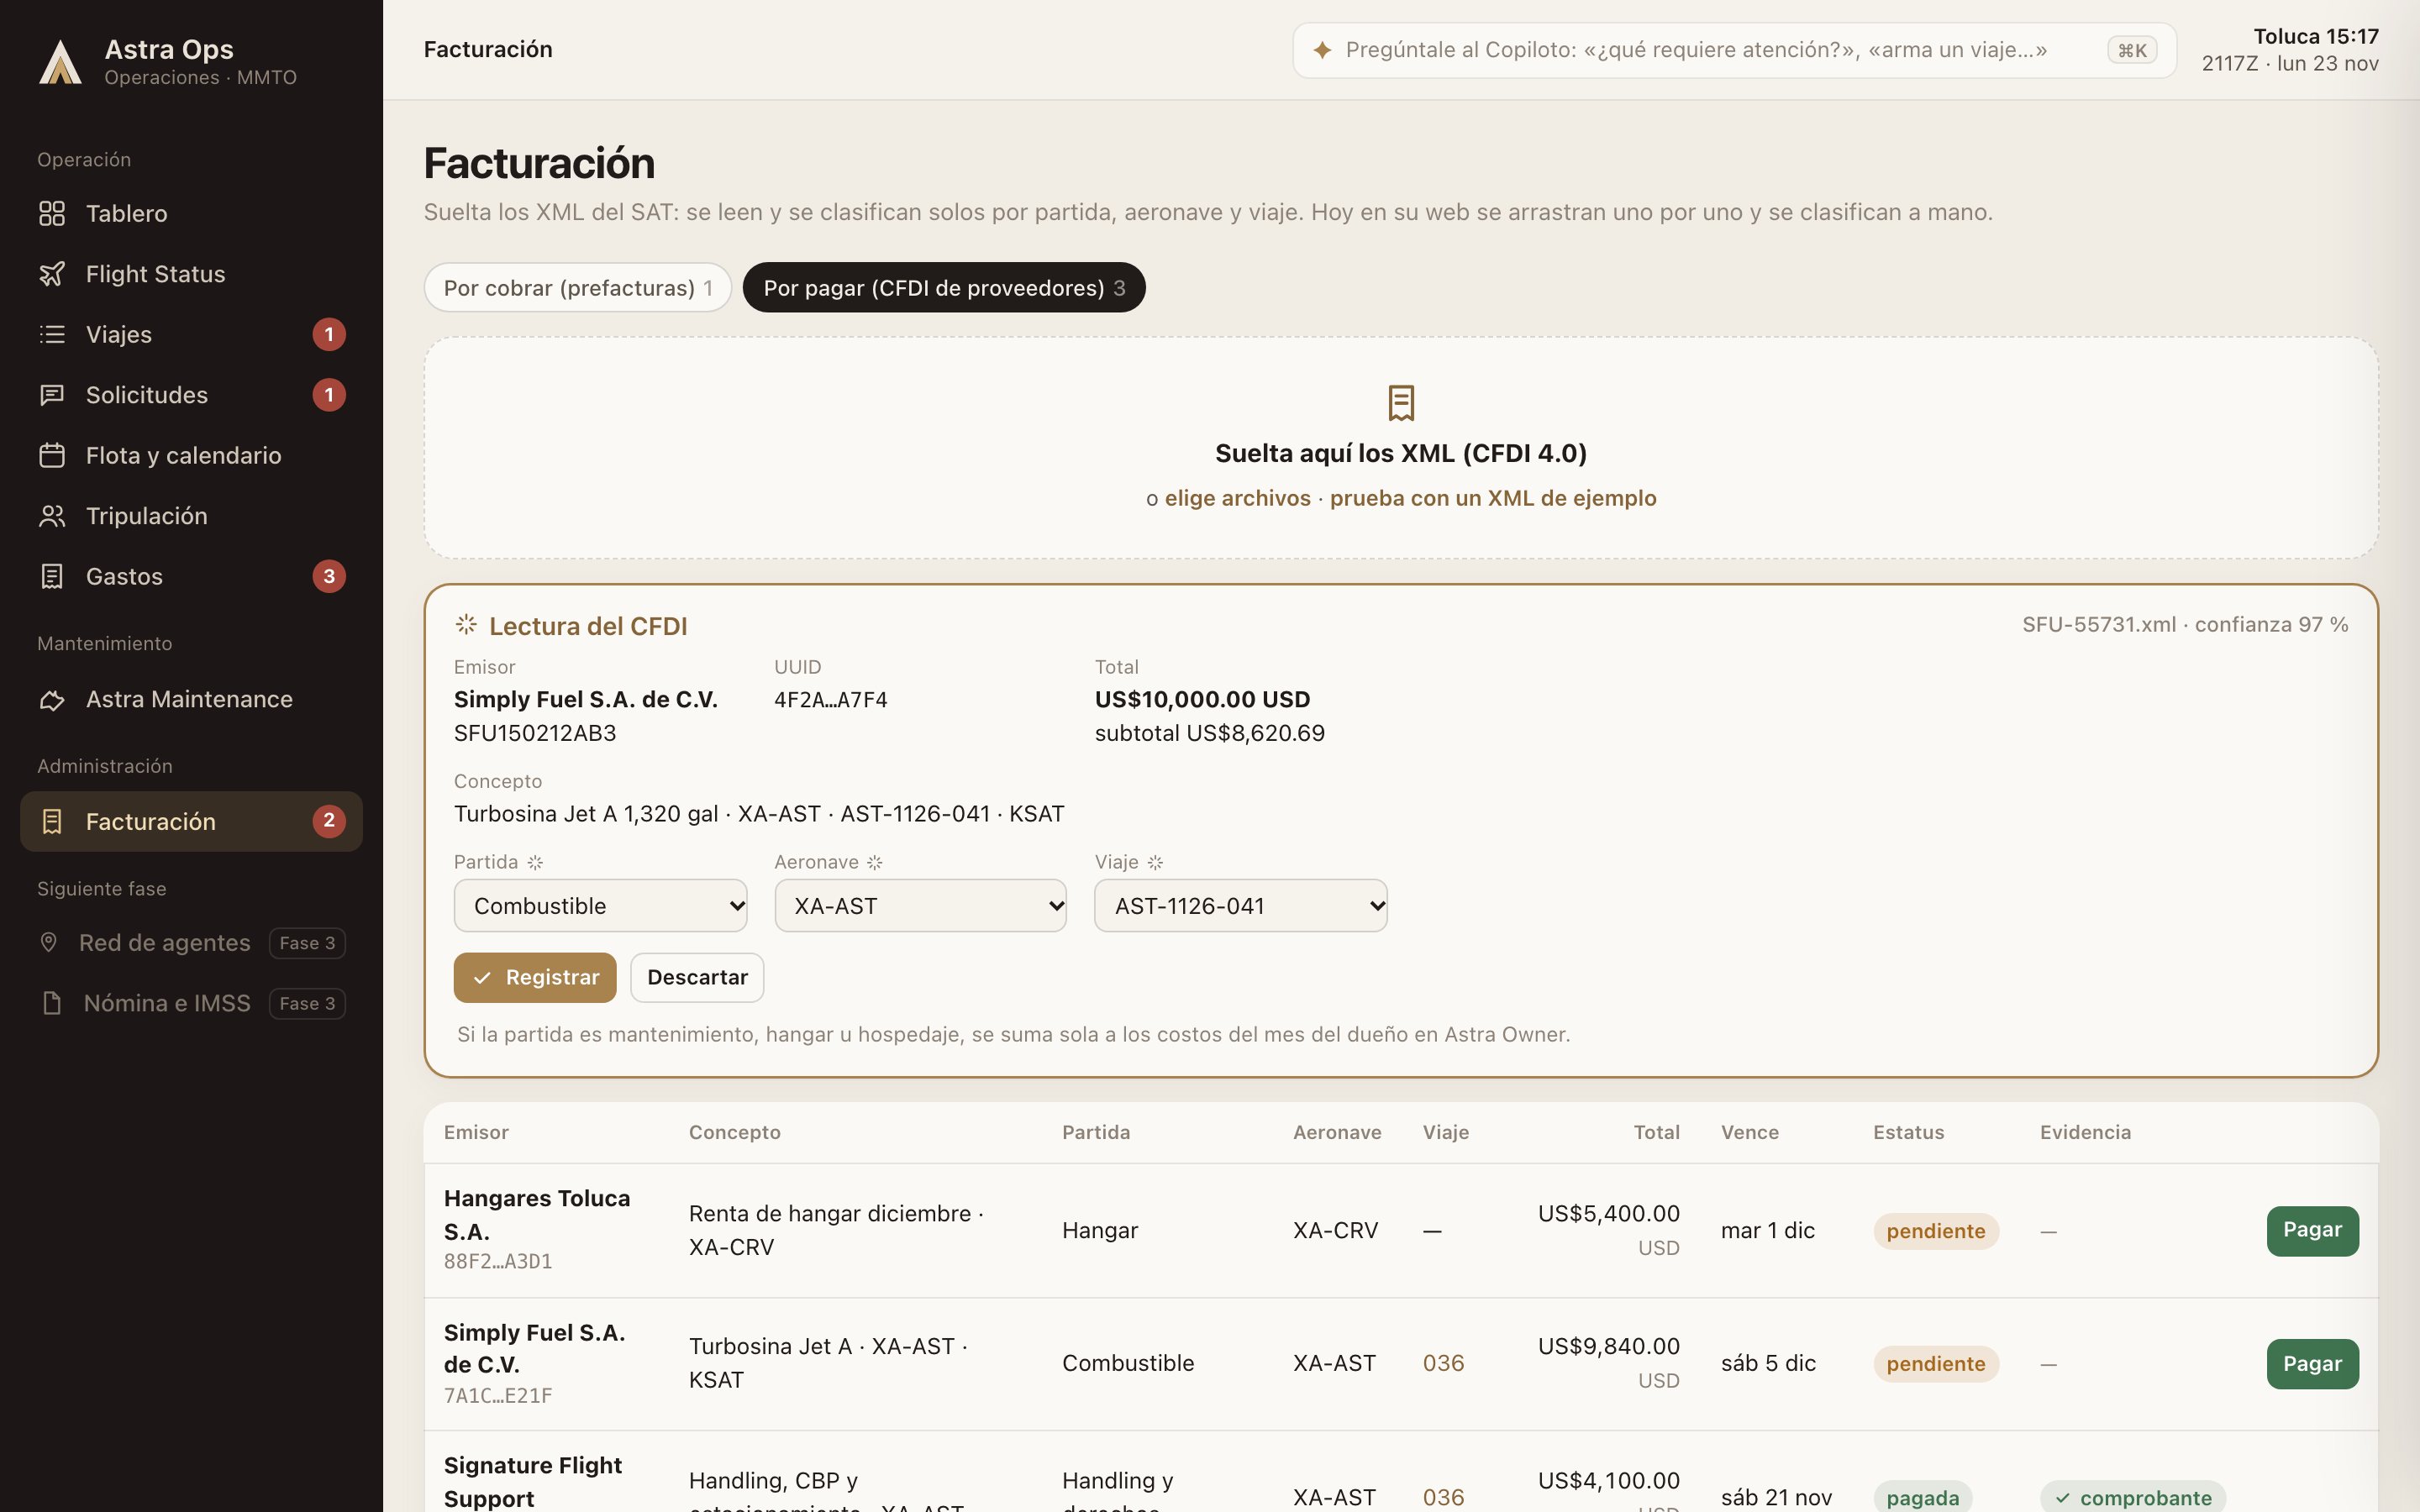 Astra Ops
Operaciones · MMTO
Operación
Tablero
Flight Status
Viajes 1
Solicitudes 1
Flota y calendario
Tripulación
Gastos 3
Mantenimiento
Astra Maintenance
Administración
Facturación 2
Siguiente fase
Red de agentes Fase 3
Nómina e IMSS Fase 3
Facturación
Pregúntale al Copiloto: «¿qué requiere atención?», «arma un viaje…» ⌘K
Toluca 15:17
2117Z · lun 23 nov
Facturación
Suelta los XML del SAT: se leen y se clasifican solos por partida, aeronave y viaje. Hoy en su web se arrastran uno por uno y se clasifican a mano.
Por cobrar (prefacturas) 1
Por pagar (CFDI de proveedores) 3
Suelta aquí los XML (CFDI 4.0)
o elige archivos · prueba con un XML de ejemplo
Lectura del CFDI
SFU-55731.xml · confianza 97 %
Emisor UUID Total
Simply Fuel S.A. de C.V. 4F2A…A7F4 US$10,000.00 USD
SFU150212AB3 subtotal US$8,620.69
Concepto
Turbosina Jet A 1,320 gal · XA-AST · AST-1126-041 · KSAT
Partida Aeronave Viaje
Combustible XA-AST AST-1126-041
Registrar Descartar
Si la partida es mantenimiento, hangar u hospedaje, se suma sola a los costos del mes del dueño en Astra Owner.
Emisor Concepto Partida Aeronave Viaje Total Vence Estatus Evidencia
Hangares Toluca
S.A.
88F2…A3D1
Renta de hangar diciembre ·
XA-CRV
Hangar
XA-CRV
—
US$5,400.00
USD
mar 1 dic
pendiente
—
Pagar
Simply Fuel S.A.
de C.V.
7A1C…E21F
Turbosina Jet A · XA-AST ·
KSAT
Combustible
XA-AST
036
US$9,840.00
USD
sáb 5 dic
pendiente
—
Pagar
Signature Flight
Support
Handling, CBP y
estacionamiento · XA-AST
Handling y
derechos
XA-AST
036
US$4,100.00
USD
sáb 21 nov
pagada
comprobante